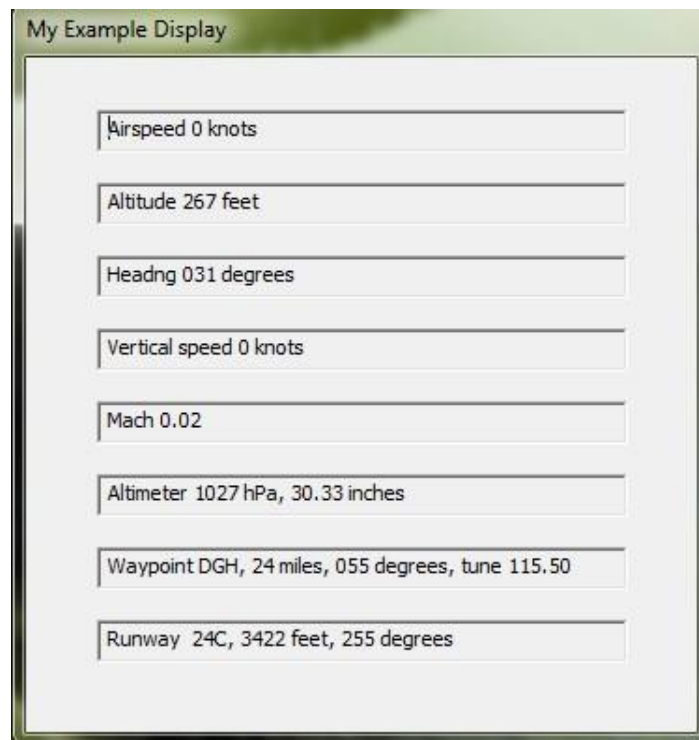 My Example Display
Airspeed 0 knots
Altitude 267 feet
Headng 031 degrees
Vertical speed 0 knots
Mach 0.02
Altimeter 1027 hPa, 30.33 inches
Waypoint DGH, 24 miles, 055 degrees, tune 115.50
Runway  24C, 3422 feet, 255 degrees